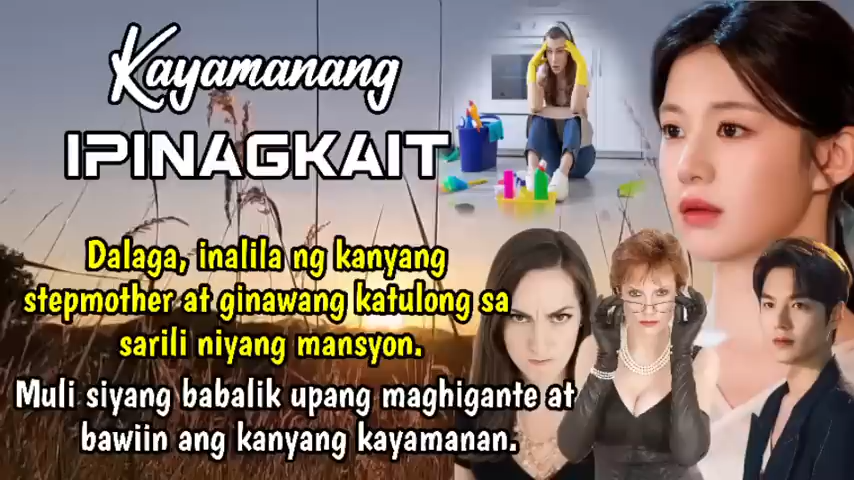 Kayamanang
IPINAGKAIT
Dalaga, inalila ng kanyang
stepmother at ginawang katulong sa
sarili niyang mansyon.
Muli siyang babalik upang maghigante at
bawiin ang kanyang kayamanan.